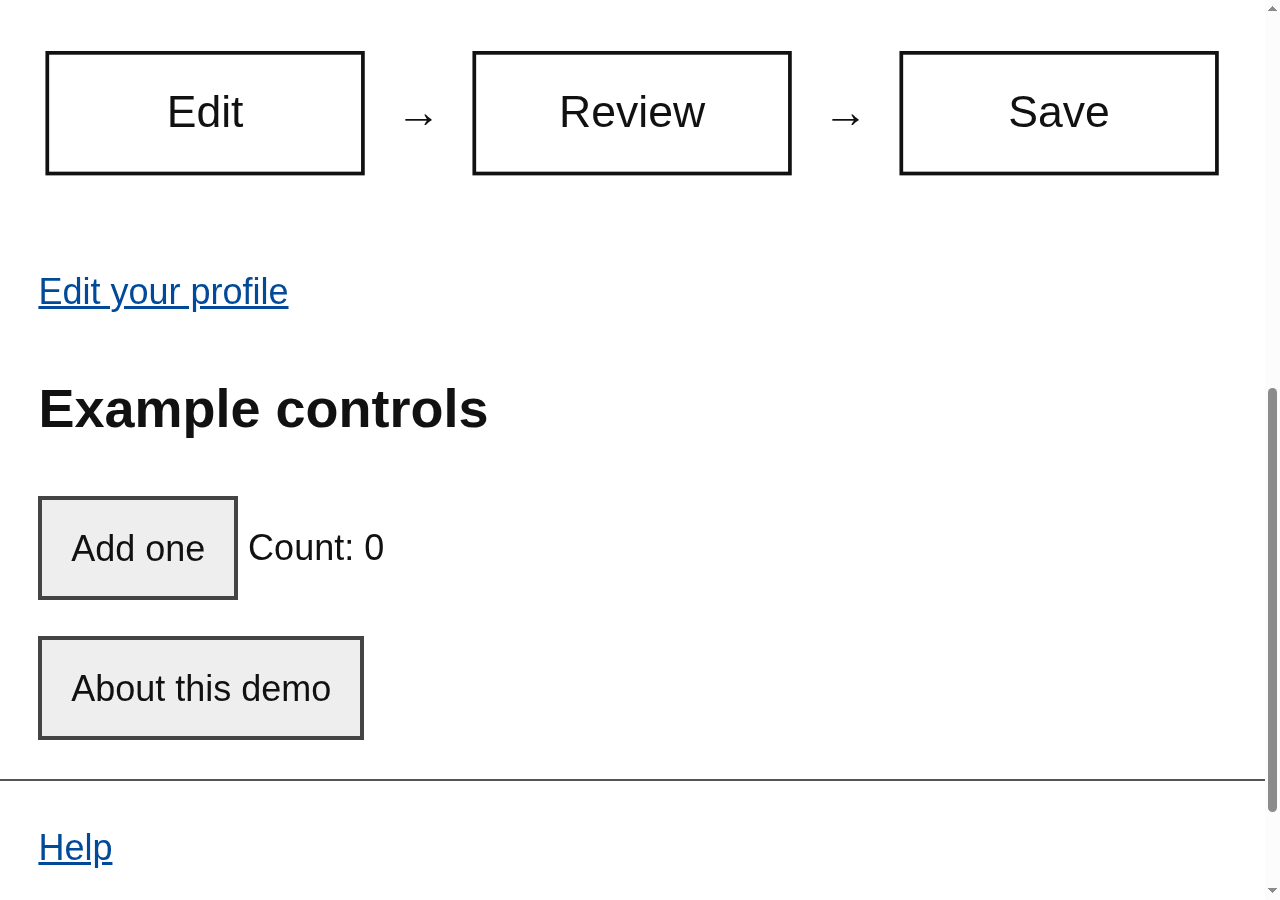 Edit → Review → Save
Edit your profile
Example controls
Add one Count: 0
About this demo
Help